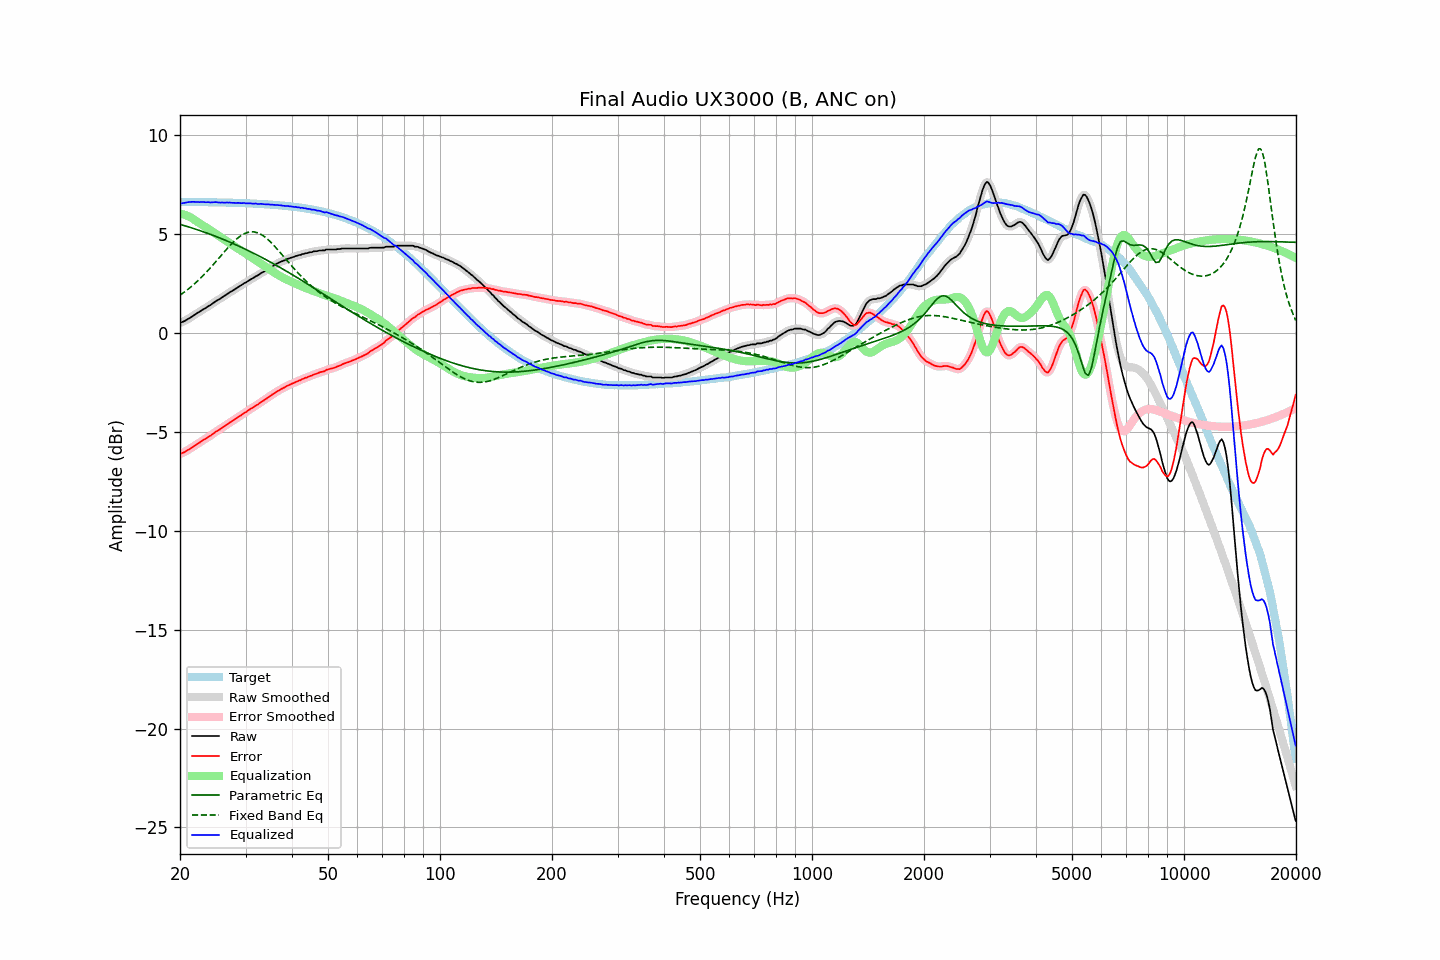 Final Audio UX3000 (B, ANC on)
Amplitude (dBr)
10
5
0
−5
−10
−15
−20
−25
Target
Raw Smoothed
Error Smoothed
Raw
Error
Equalization
Parametric Eq
Fixed Band Eq
Equalized
20 50 100 200 500 1000 2000 5000 10000 20000
Frequency (Hz)